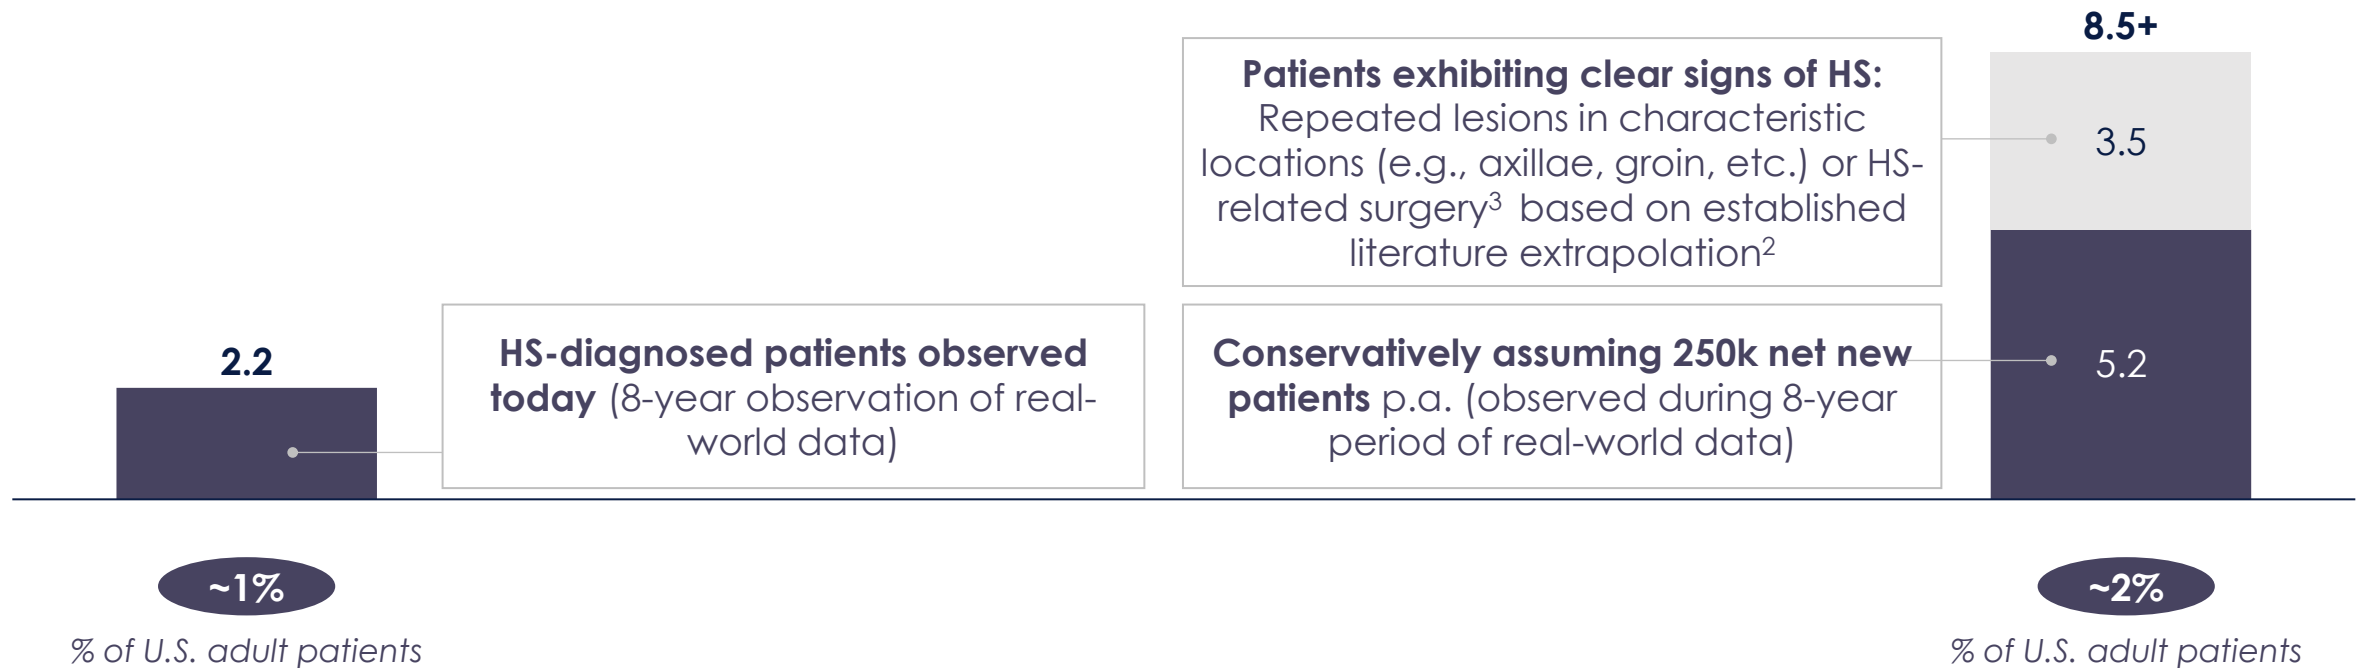 8.5+
Patients exhibiting clear signs of HS:
Repeated lesions in characteristic
locations (e.g., axillae, groin, etc.) or HS-
related surgery³ based on established
literature extrapolation²
3.5
2.2
HS-diagnosed patients observed
today (8-year observation of real-
world data)
Conservatively assuming 250k net new
patients p.a. (observed during 8-year
period of real-world data)
5.2
~1%
% of U.S. adult patients
~2%
% of U.S. adult patients